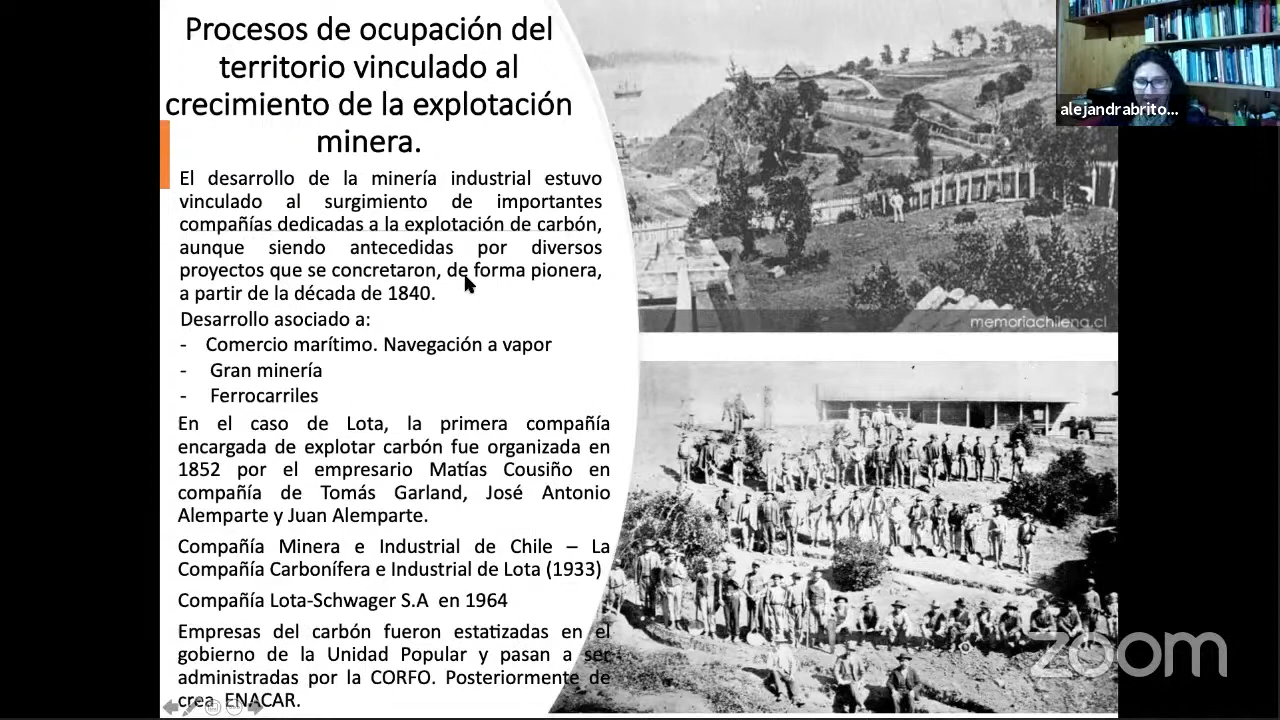 Procesos de ocupación del
territorio vinculado al
crecimiento de la explotación
minera.
El desarrollo de la minería industrial estuvo
vinculado al surgimiento de importantes
compañías dedicadas a la explotación de carbón,
aunque siendo antecedidas por diversos
proyectos que se concretaron, de forma pionera,
a partir de la década de 1840.
Desarrollo asociado a:
- Comercio marítimo. Navegación a vapor
- Gran minería
- Ferrocarriles
En el caso de Lota, la primera compañía
encargada de explotar carbón fue organizada en
1852 por el empresario Matías Cousiño en
compañía de Tomás Garland, José Antonio
Alemparte y Juan Alemparte.
Compañía Minera e Industrial de Chile – La
Compañía Carbonífera e Industrial de Lota (1933)
Compañía Lota-Schwager S.A en 1964
Empresas del carbón fueron estatizadas en el
gobierno de la Unidad Popular y pasan a ser
administradas por la CORFO. Posteriormente de
crea ENACAR.
memoriachilena.cl
alejandrabrito...
zoom